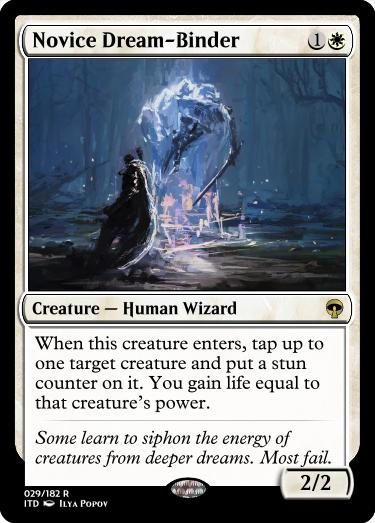 Novice Dream-Binder 1
Creature — Human Wizard
When this creature enters, tap up to
one target creature and put a stun
counter on it. You gain life equal to
that creature's power.
Some learn to siphon the energy of
creatures from deeper dreams. Most fail.
2/2
029/182 R
ITD Ilya Popov